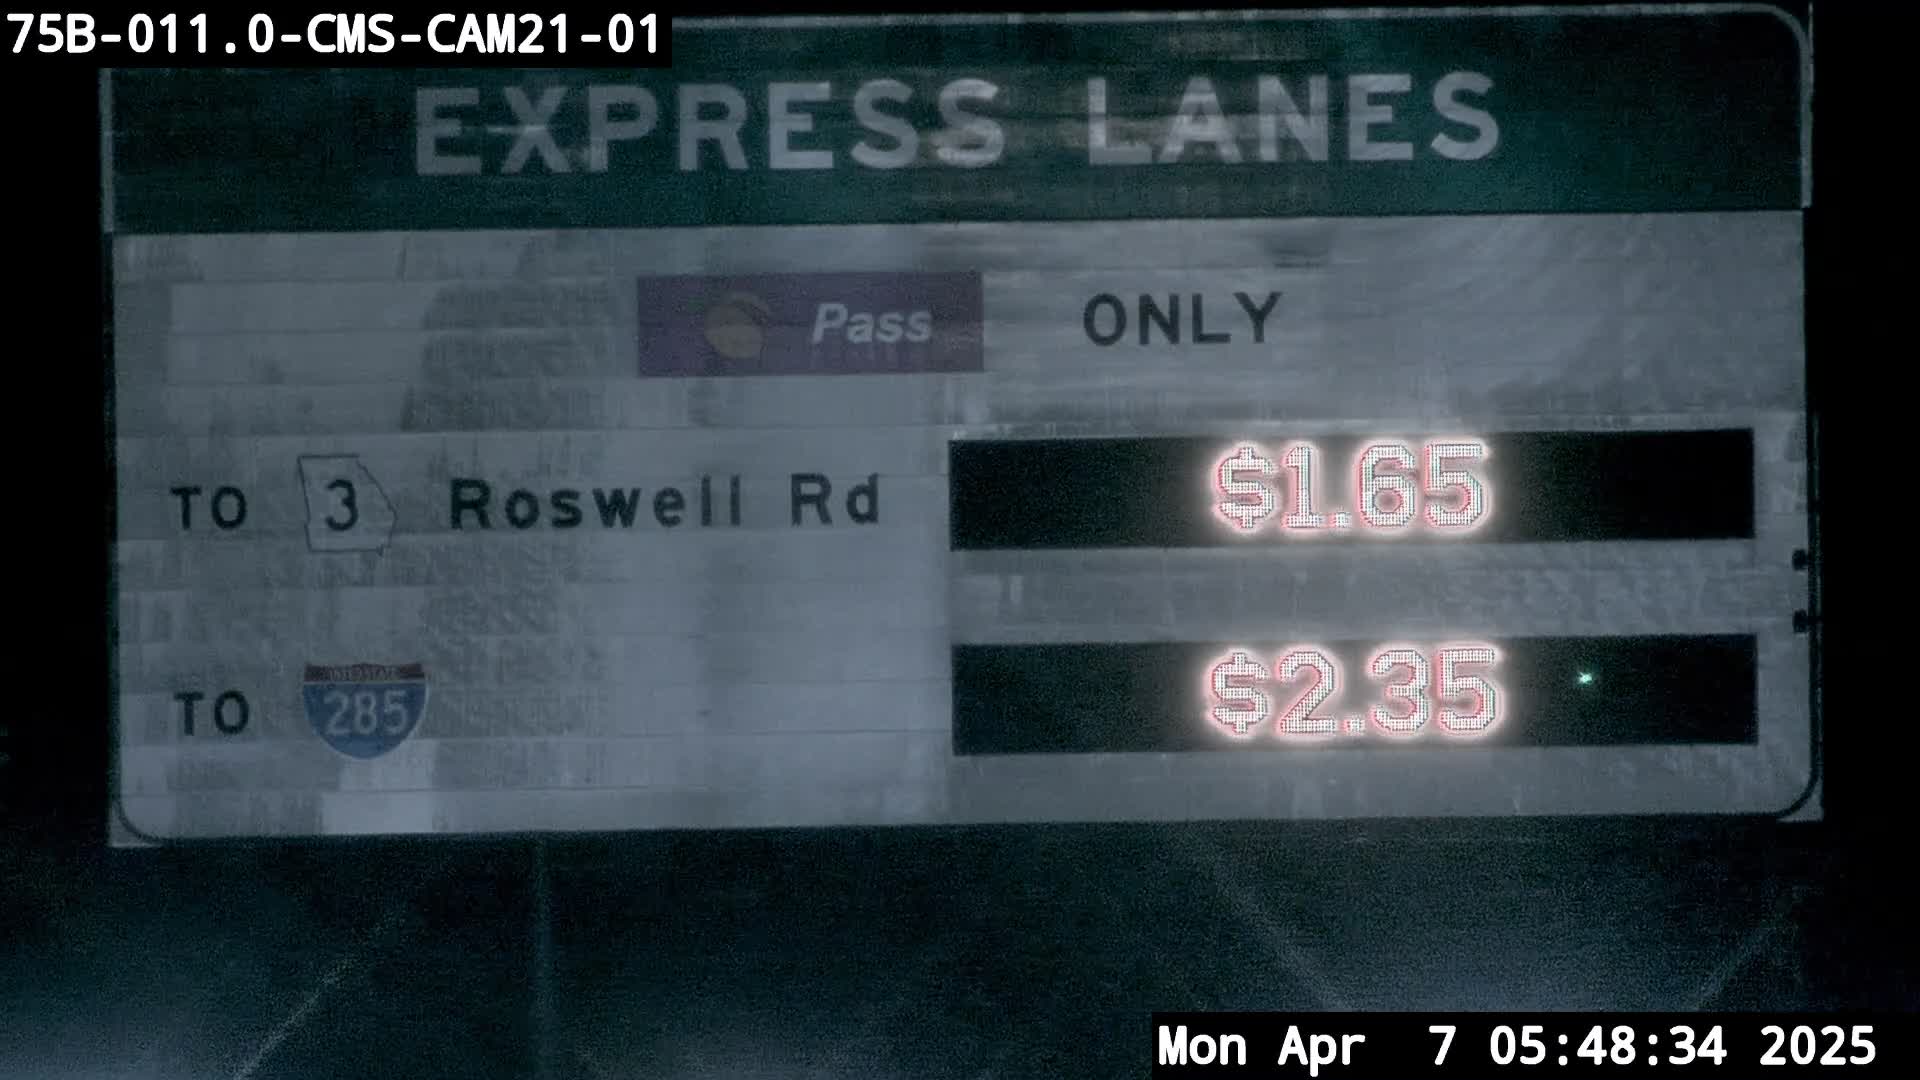 75B-011.0-CMS-CAM21-01
EXPRESS LANES
Pass ONLY
TO 3 Roswell Rd $1.65
INTERSTATE
TO 285 $2.35
Mon Apr 7 05:48:34 2025